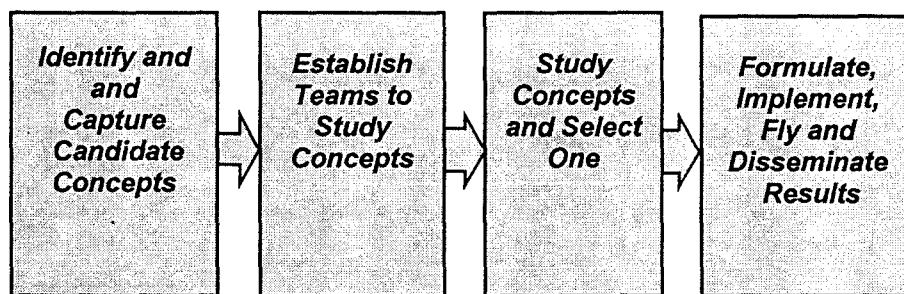 Identify and
and
Capture
Candidate
Concepts
Establish
Teams to
Study
Concepts
Study
Concepts
and Select
One
Formulate,
Implement,
Fly and
Disseminate
Results